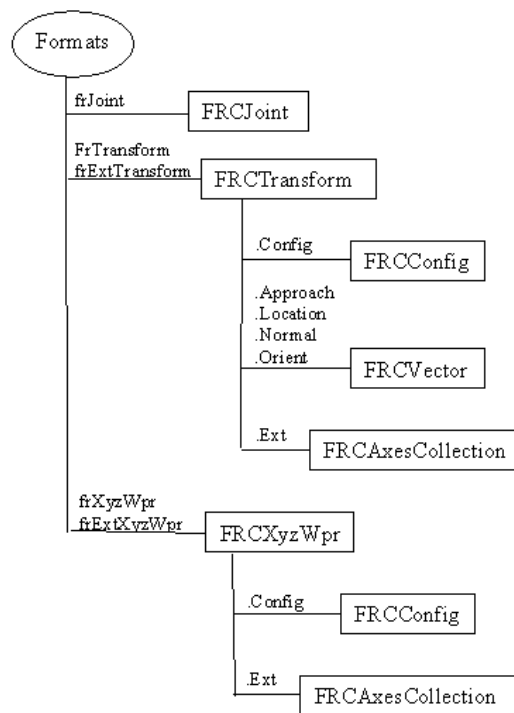 Formats
frJoint
FRCJoint
FrTransform
frExtTransform
FRCTransform
.Config
FRCConfig
.Approach
.Location
.Normal
.Orient
FRCVector
.Ext
FRCAxesCollection
frXyzWpr
frExtXyzWpr
FRCXyzWpr
.Config
FRCConfig
.Ext
FRCAxesCollection